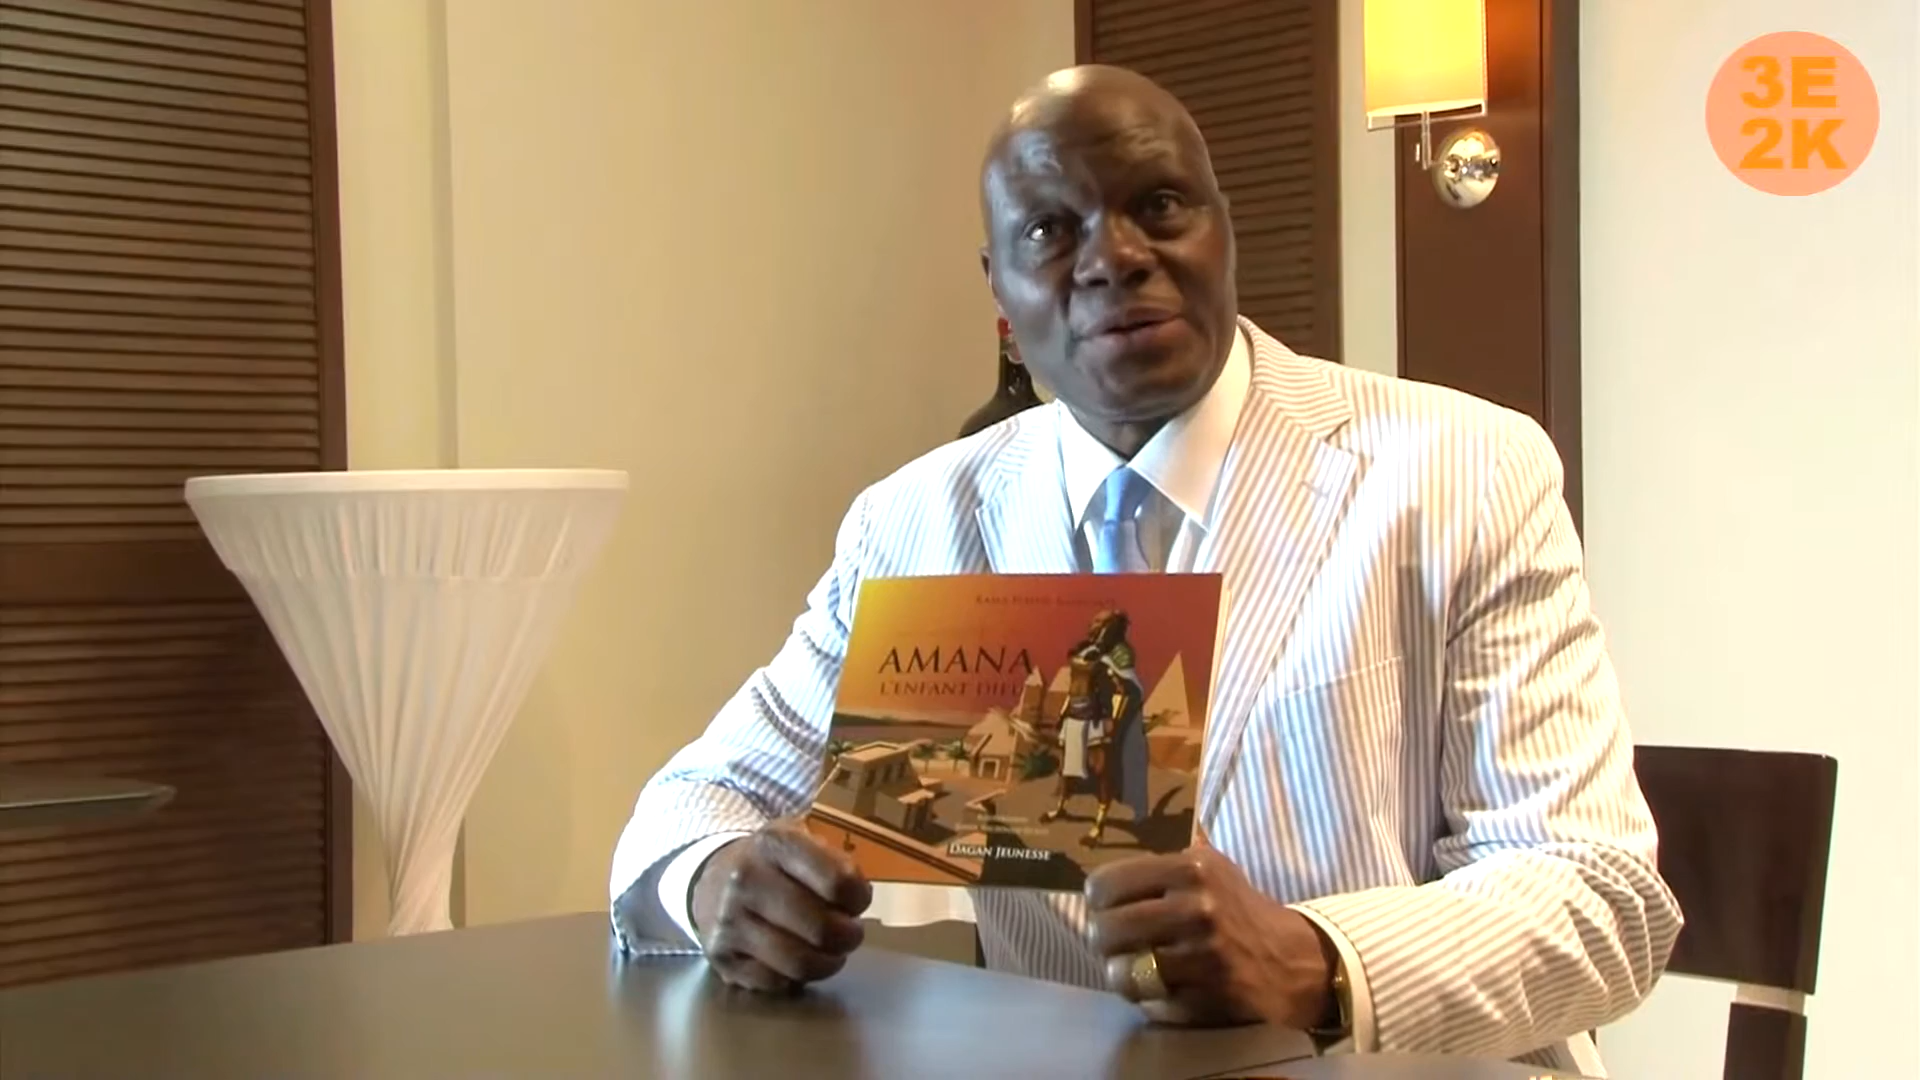 3E
2K
AMANA
L'ENFANT DIEU
DAGAN JEUNESSE